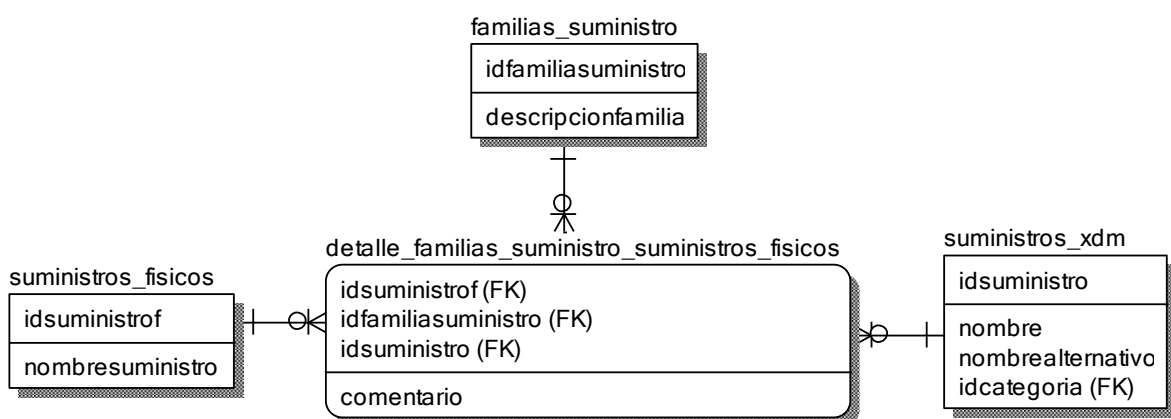 familias_suministro
idfamiliasuministro
descripcionfamilia
detalle_familias_suministro_suministros_fisicos
idsuministrof (FK)
idfamiliasuministro (FK)
idsuministro (FK)
comentario
suministros_fisicos
idsuministrof
nombresuministro
suministros_xdm
idsuministro
nombre
nombrealternativo
idcategoria (FK)